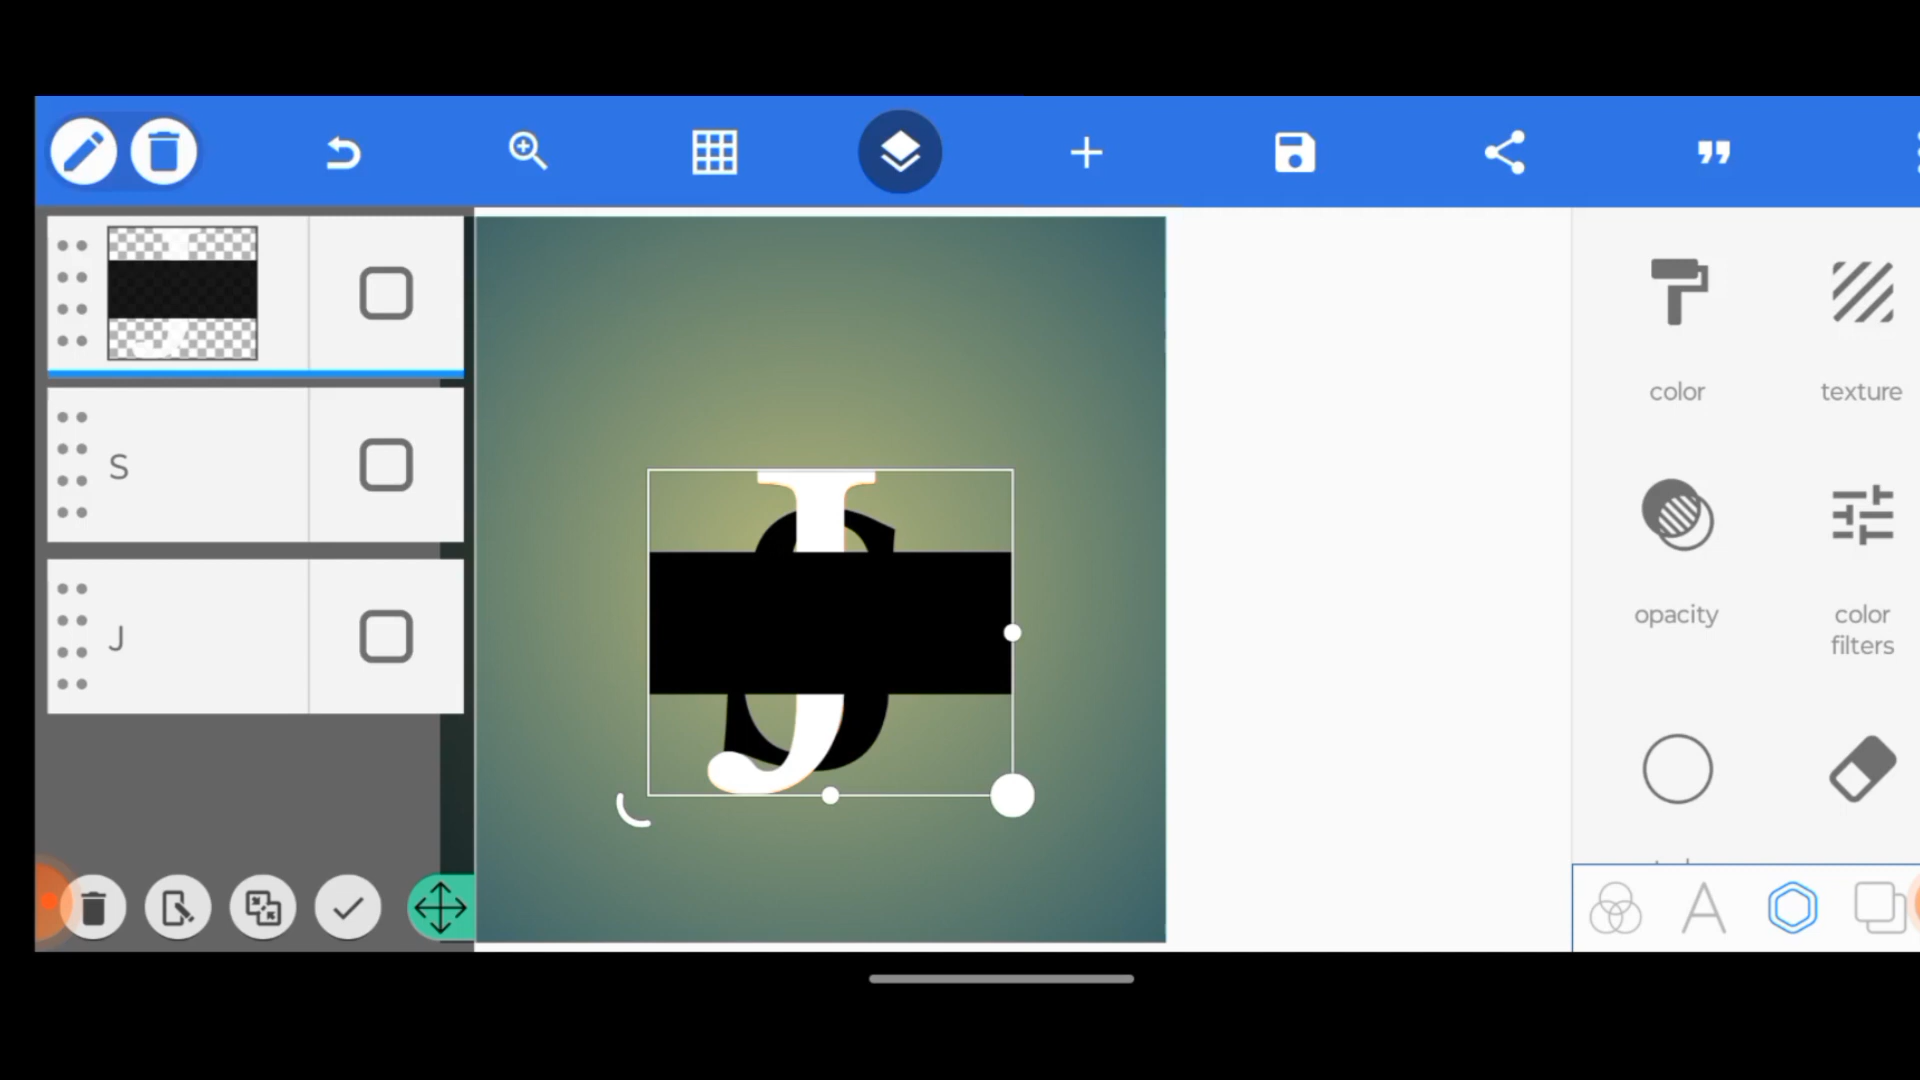 color
texture
S
J
opacity
color
filters
J
S